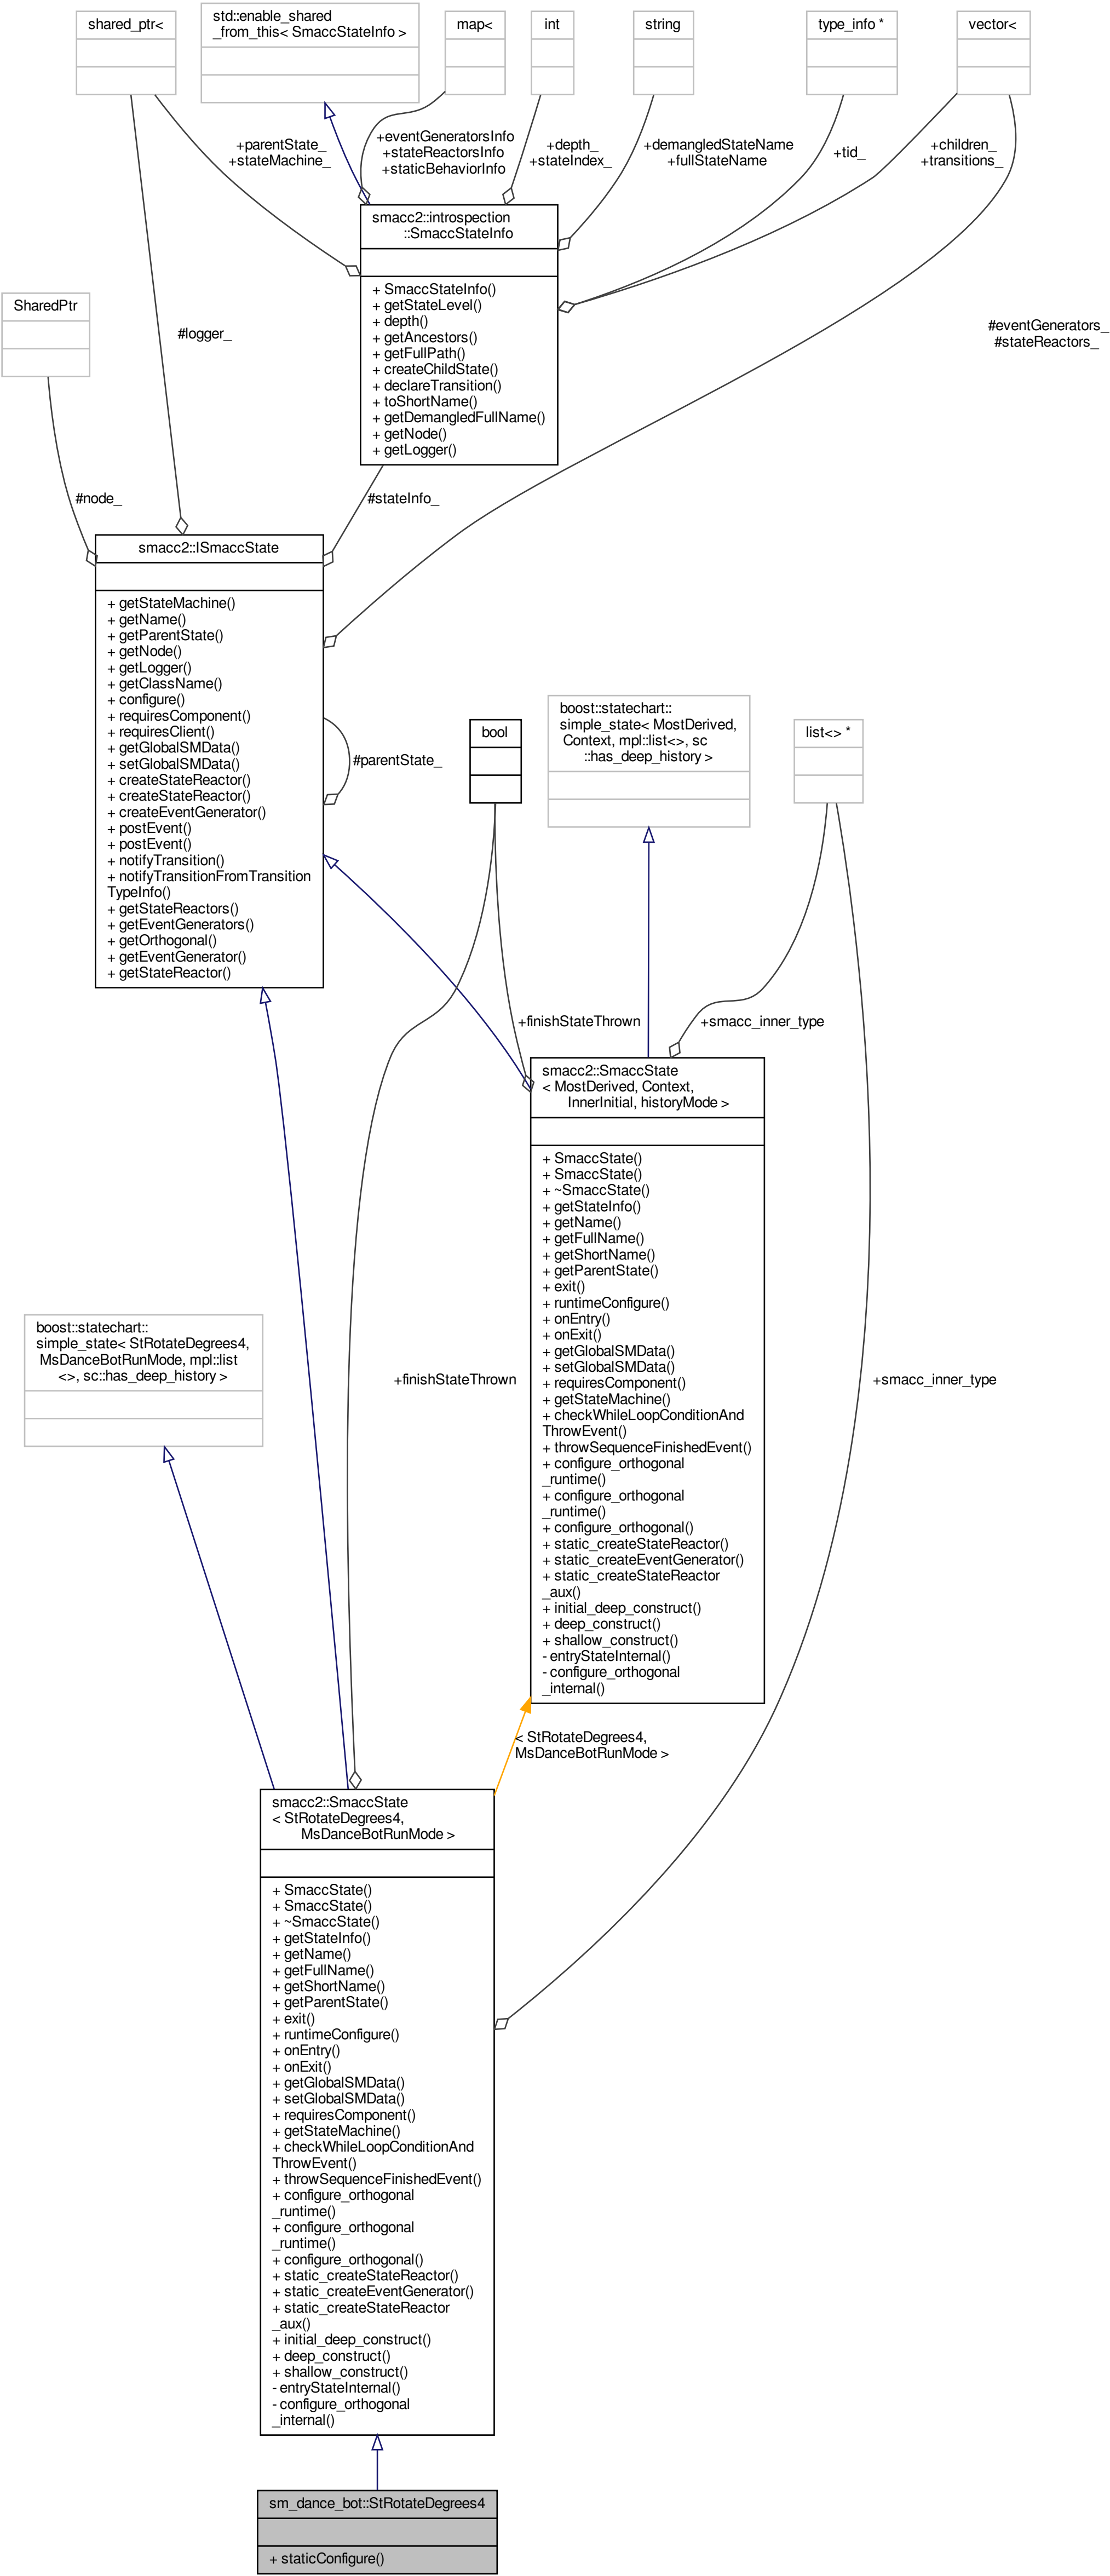 shared_ptr<
std::enable_shared
_from_this< SmaccStateInfo >
map<
int
string
type_info *
vector<
+parentState_
+stateMachine_
+eventGeneratorsInfo
+stateReactorsInfo
+staticBehaviorInfo
+depth_
+stateIndex_
+demangledStateName
+fullStateName
+tid_
+children_
+transitions_
smacc2::introspection
::SmaccStateInfo
+ SmaccStateInfo()
+ getStateLevel()
+ depth()
+ getAncestors()
+ getFullPath()
+ createChildState()
+ declareTransition()
+ toShortName()
+ getDemangledFullName()
+ getNode()
+ getLogger()
SharedPtr
#logger_
#eventGenerators_
#stateReactors_
#node_
#stateInfo_
smacc2::ISmaccState
+ getStateMachine()
+ getName()
+ getParentState()
+ getNode()
+ getLogger()
+ getClassName()
+ configure()
+ requiresComponent()
+ requiresClient()
+ getGlobalSMData()
+ setGlobalSMData()
+ createStateReactor()
+ createStateReactor()
+ createEventGenerator()
+ postEvent()
+ postEvent()
+ notifyTransition()
+ notifyTransitionFromTransition
TypeInfo()
+ getStateReactors()
+ getEventGenerators()
+ getOrthogonal()
+ getEventGenerator()
+ getStateReactor()
#parentState_
bool
boost::statechart::
simple_state< MostDerived,
Context, mpl::list<>, sc
::has_deep_history >
list<> *
+finishStateThrown
+smacc_inner_type
smacc2::SmaccState
< MostDerived, Context,
InnerInitial, historyMode >
+ SmaccState()
+ SmaccState()
+ ~SmaccState()
+ getStateInfo()
+ getName()
+ getFullName()
+ getShortName()
+ getParentState()
+ exit()
+ runtimeConfigure()
+ onEntry()
+ onExit()
+ getGlobalSMData()
+ setGlobalSMData()
+ requiresComponent()
+ getStateMachine()
+ checkWhileLoopConditionAnd
ThrowEvent()
+ throwSequenceFinishedEvent()
+ configure_orthogonal
_runtime()
+ configure_orthogonal
_runtime()
+ configure_orthogonal()
+ static_createStateReactor()
+ static_createEventGenerator()
+ static_createStateReactor
_aux()
+ initial_deep_construct()
+ deep_construct()
+ shallow_construct()
- entryStateInternal()
- configure_orthogonal
_internal()
boost::statechart::
simple_state< StRotateDegrees4,
MsDanceBotRunMode, mpl::list
<>, sc::has_deep_history >
+finishStateThrown
+smacc_inner_type
< StRotateDegrees4,
MsDanceBotRunMode >
smacc2::SmaccState
< StRotateDegrees4,
MsDanceBotRunMode >
+ SmaccState()
+ SmaccState()
+ ~SmaccState()
+ getStateInfo()
+ getName()
+ getFullName()
+ getShortName()
+ getParentState()
+ exit()
+ runtimeConfigure()
+ onEntry()
+ onExit()
+ getGlobalSMData()
+ setGlobalSMData()
+ requiresComponent()
+ getStateMachine()
+ checkWhileLoopConditionAnd
ThrowEvent()
+ throwSequenceFinishedEvent()
+ configure_orthogonal
_runtime()
+ configure_orthogonal
_runtime()
+ configure_orthogonal()
+ static_createStateReactor()
+ static_createEventGenerator()
+ static_createStateReactor
_aux()
+ initial_deep_construct()
+ deep_construct()
+ shallow_construct()
- entryStateInternal()
- configure_orthogonal
_internal()
sm_dance_bot::StRotateDegrees4
+ staticConfigure()